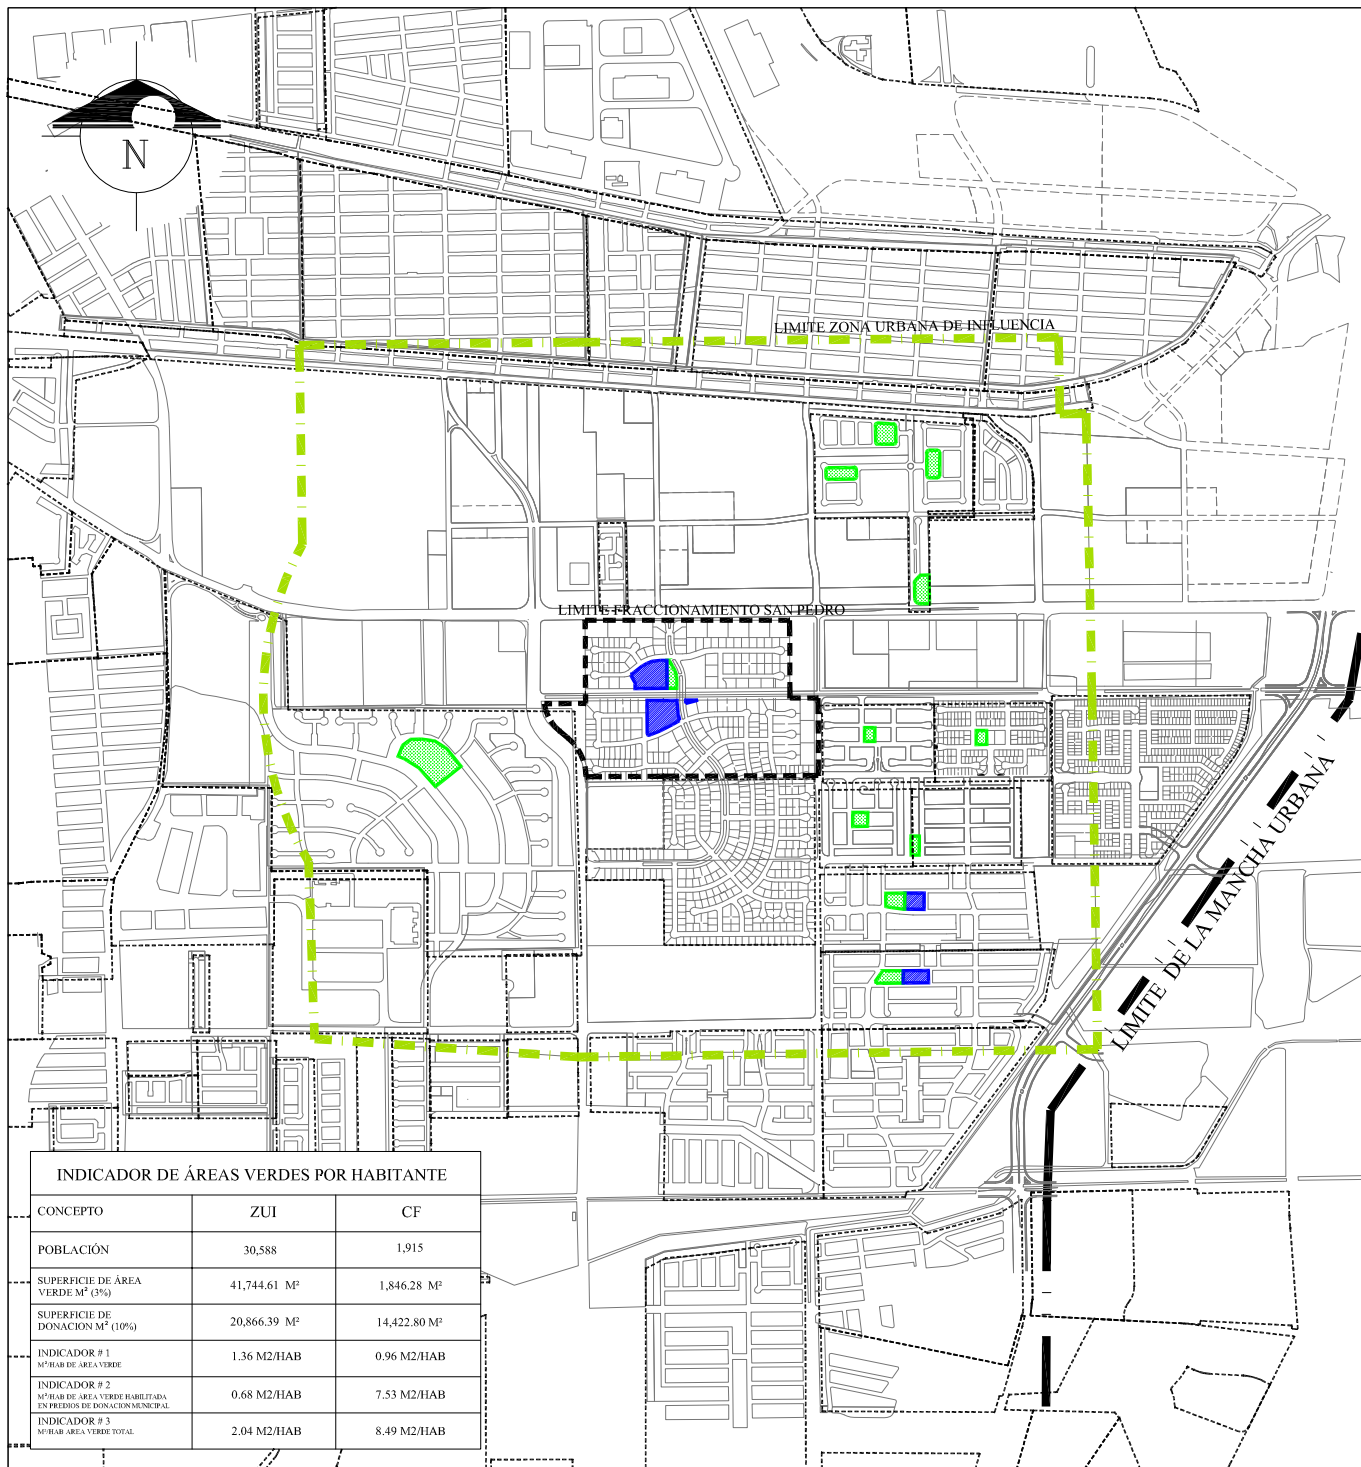 N
LIMITE ZONA URBANA DE INFLUENCIA
LIMITE FRACCIONAMIENTO SAN PEDRO
LIMITE DE LA MANCHA URBANA
INDICADOR DE ÁREAS VERDES POR HABITANTE
CONCEPTO ZUI CF
POBLACIÓN 30,588 1,915
SUPERFICIE DE ÁREA
VERDE M² (3%) 41,744.61 M² 1,846.28 M²
SUPERFICIE DE
DONACION M² (10%) 20,866.39 M² 14,422.80 M²
INDICADOR # 1 1.36 M2/HAB 0.96 M2/HAB
M²/HAB DE ÁREA VERDE
INDICADOR # 2
M²/HAB DE ÁREA VERDE HABILITADA 0.68 M2/HAB 7.53 M2/HAB
EN PREDIOS DE DONACION MUNICIPAL
INDICADOR # 3 2.04 M2/HAB 8.49 M2/HAB
M²/HAB AREA VERDE TOTAL